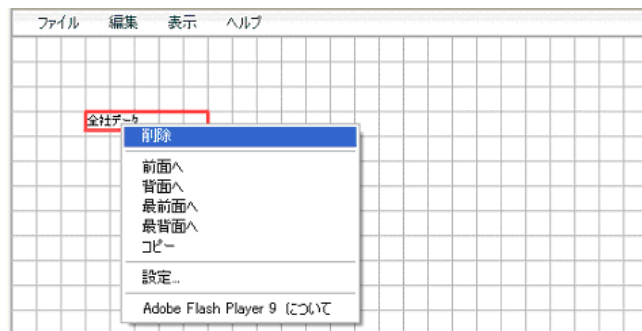 ファイル 編集 表示 ヘルプ
全社データ
削除
前面へ
背面へ
最前面へ
最背面へ
コピー
設定...
Adobe Flash Player 9 について